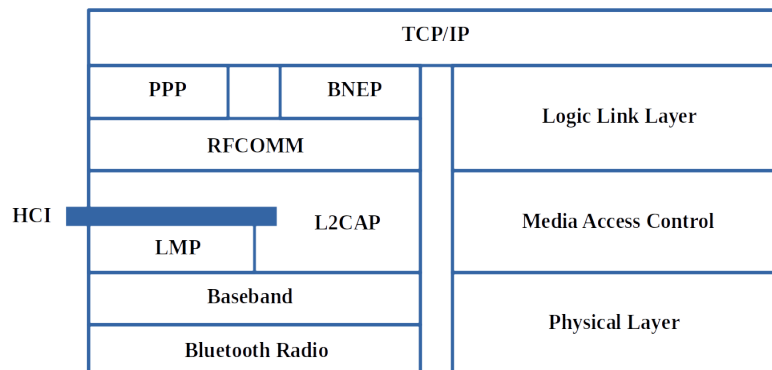 TCP/IP
PPP
BNEP
Logic Link Layer
RFCOMM
HCI
L2CAP
Media Access Control
LMP
Baseband
Physical Layer
Bluetooth Radio